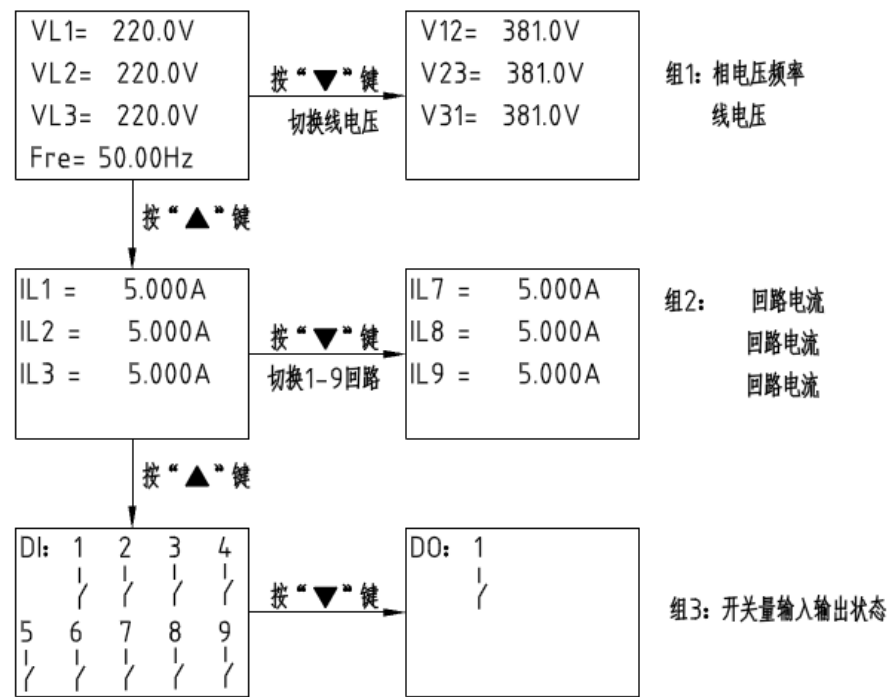 VL1= 220.0V
VL2= 220.0V
VL3= 220.0V
Fre= 50.00Hz
按“▼”键
切换线电压
V12= 381.0V
V23= 381.0V
V31= 381.0V
组1: 相电压频率
线电压
按“▲”键
IL1 = 5.000A
IL2 = 5.000A
IL3 = 5.000A
按“▼”键
切换1-9回路
IL7 = 5.000A
IL8 = 5.000A
IL9 = 5.000A
组2: 回路电流
回路电流
回路电流
按“▲”键
DI: 1 2 3 4
5 6 7 8 9
按“▼”键
DO: 1
组3: 开关量输入输出状态